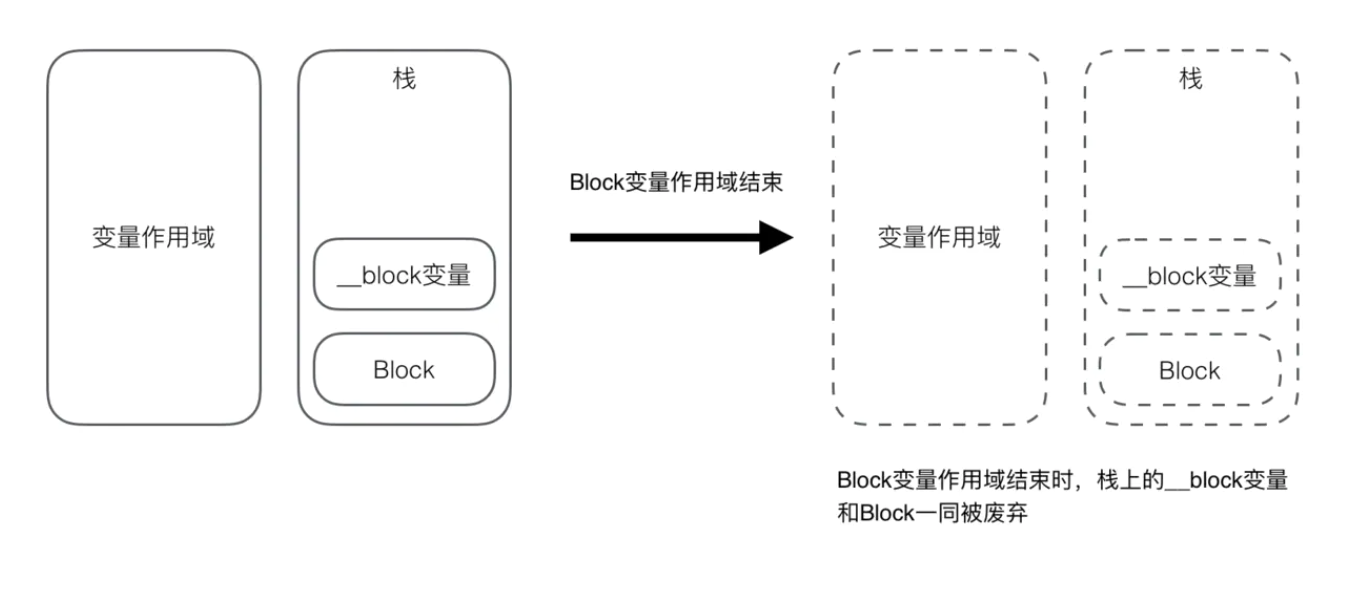 栈
变量作用域
__block变量
Block
Block变量作用域结束
栈
变量作用域
__block变量
Block
Block变量作用域结束时，栈上的__block变量
和Block一同被废弃